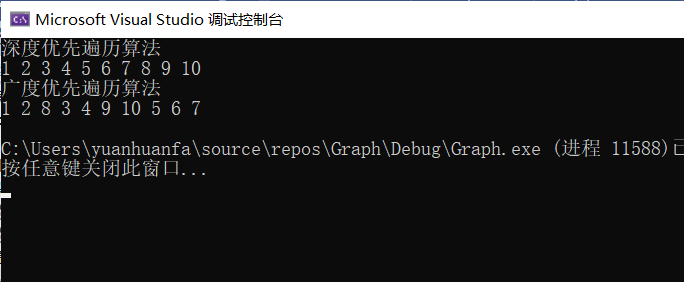 Microsoft Visual Studio 调试控制台
深度优先遍历算法
1 2 3 4 5 6 7 8 9 10
广度优先遍历算法
1 2 8 3 4 9 10 5 6 7
C:\Users\yuanhuanfa\source\repos\Graph\Debug\Graph.exe (进程 11588)已
按任意键关闭此窗口...